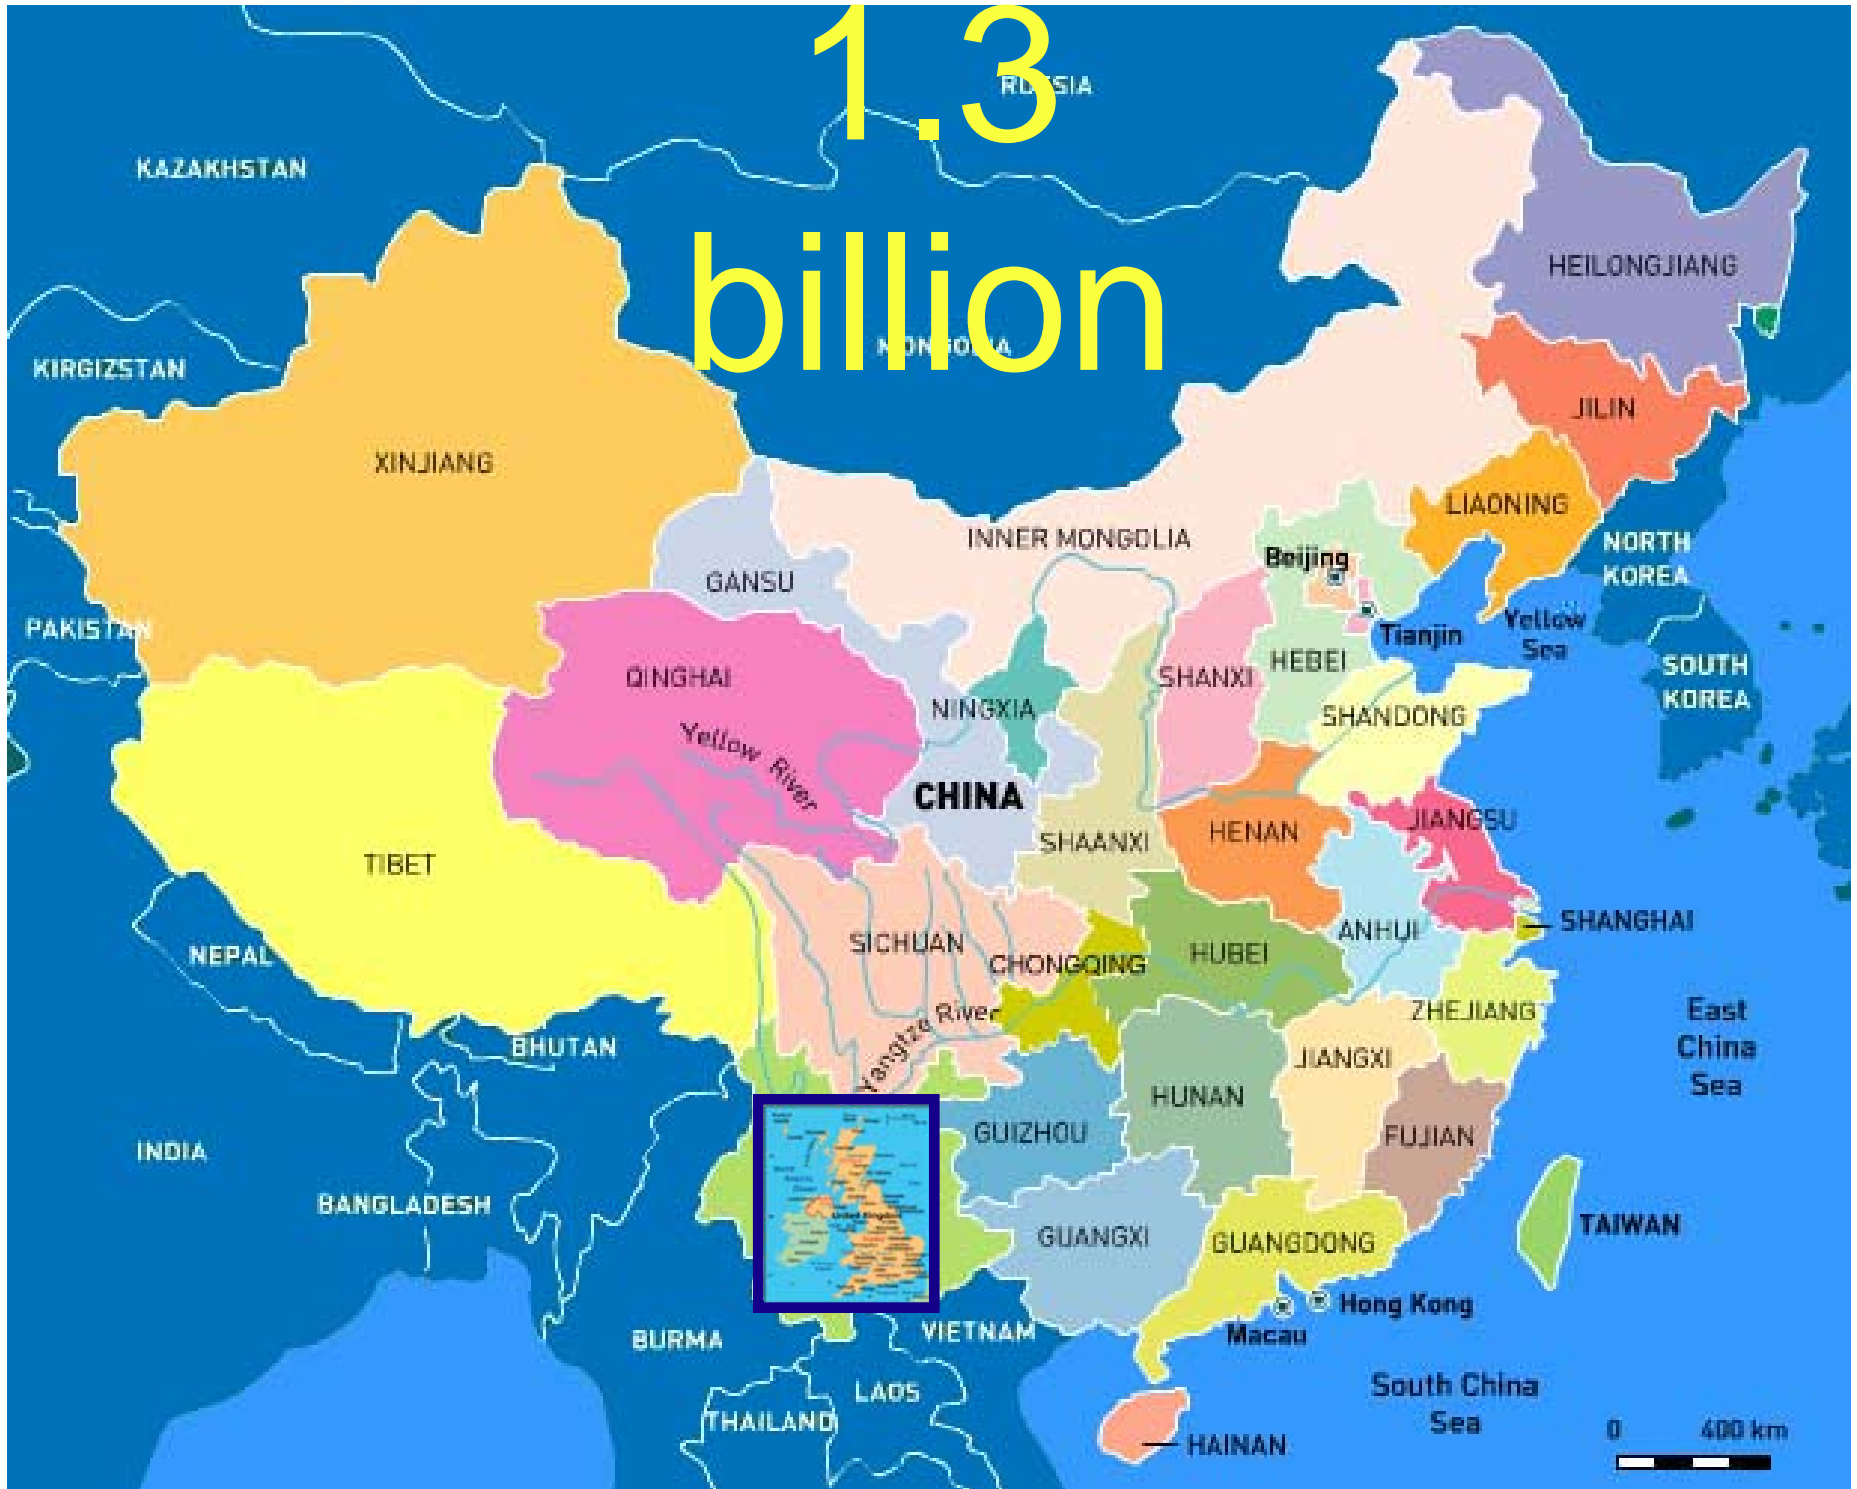 1.3
billion
RUSSIA
KAZAKHSTAN
MONGOLIA
KIRGIZSTAN
HEILONGJIANG
JILIN
XINJIANG
LIAONING
INNER MONGOLIA
Beijing
NORTH
KOREA
GANSU
PAKISTAN
Tianjin
Yellow
Sea
QINGHAI
NINGXIA
SHANXI
HEBEI
SHANDONG
SOUTH
KOREA
Yellow River
CHINA
SHAANXI
HENAN
JIANGSU
TIBET
NEPAL
SICHUAN
CHONGQING
HUBEI
ANHUI
SHANGHAI
Yangtze River
ZHEJIANG
East
China
Sea
BHUTAN
JIANGXI
HUNAN
INDIA
GUIZHOU
FUJIAN
BANGLADESH
United Kingdom
GUANGXI
GUANGDONG
TAIWAN
Hong Kong
Macau
BURMA
VIETNAM
LAOS
THAILAND
South China
Sea
HAINAN
0 400 km